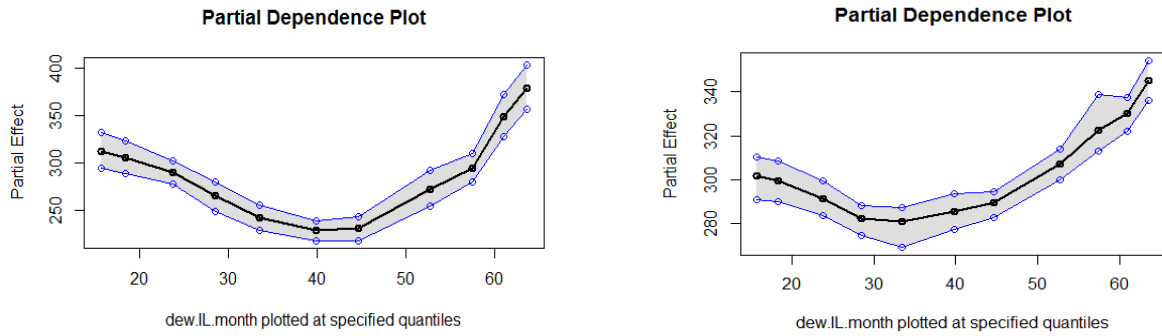 Partial Dependence Plot
Partial Effect
400
350
300
250
20 30 40 50 60
dew.IL.month plotted at specified quantiles
Partial Dependence Plot
Partial Effect
340
320
300
280
20 30 40 50 60
dew.IL.month plotted at specified quantiles